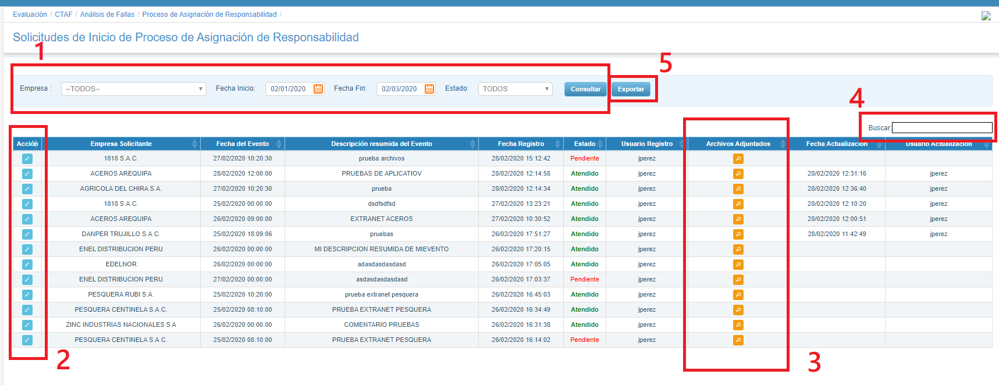 Evaluación / CTAF / Análisis de Fallas / Proceso de Asignación de Responsabilidad /
Solicitudes de Inicio de Proceso de Asignación de Responsabilidad
1
5
Empresa : --TODOS-- Fecha Inicio: 02/01/2020 Fecha Fin: 02/03/2020 Estado: TODOS Consultar Exportar
4
Buscar:
Acción Empresa Solicitante Fecha del Evento Descripción resumida del Evento Fecha Registro Estado Usuario Registro Archivos Adjuntados Fecha Actualización Usuario Actualización
1818 S.A.C. 27/02/2020 10:20:30 prueba archivos 28/02/2020 15:12:42 Pendiente jperez
ACEROS AREQUIPA 28/02/2020 12:00:00 PRUEBAS DE APLICATIOV 28/02/2020 12:14:58 Atendido jperez 28/02/2020 12:31:16 jperez
AGRICOLA DEL CHIRA S.A. 27/02/2020 10:20:30 prueba 28/02/2020 12:14:34 Atendido jperez 28/02/2020 12:36:40 jperez
1818 S.A.C. 25/02/2020 00:00:00 dsdfsdfsd 27/02/2020 13:23:21 Atendido jperez 28/02/2020 12:10:20 jperez
ACEROS AREQUIPA 26/02/2020 09:00:00 EXTRANET ACEROS 27/02/2020 10:30:52 Atendido jperez 28/02/2020 12:00:51 jperez
DANPER TRUJILLO S.A.C. 25/02/2020 18:09:06 pruebas 26/02/2020 17:51:27 Atendido jperez 28/02/2020 11:42:49 jperez
ENEL DISTRIBUCION PERU 26/02/2020 00:00:00 MI DESCRIPCION RESUMIDA DE MIEVENTO 26/02/2020 17:20:15 Atendido jperez
EDELNOR 26/02/2020 00:00:00 adasdasdasdasd 26/02/2020 17:05:05 Atendido jperez
ENEL DISTRIBUCION PERU 27/02/2020 00:00:00 asdasdasdasdasd 26/02/2020 17:03:37 Pendiente jperez
PESQUERA RUBI S.A. 25/02/2020 10:20:00 prueba extranet pesquera 26/02/2020 16:45:03 Atendido jperez
PESQUERA CENTINELA S.A.C. 25/02/2020 08:10:00 PRUEBA EXTRANET PESQUERA 26/02/2020 16:34:49 Atendido jperez
ZINC INDUSTRIAS NACIONALES S A 26/02/2020 00:00:00 COMENTARIO PRUEBAS 26/02/2020 16:31:38 Atendido jperez
PESQUERA CENTINELA S.A.C. 25/02/2020 08:10:00 PRUEBA EXTRANET PESQUERA 26/02/2020 16:14:02 Pendiente jperez
2
3